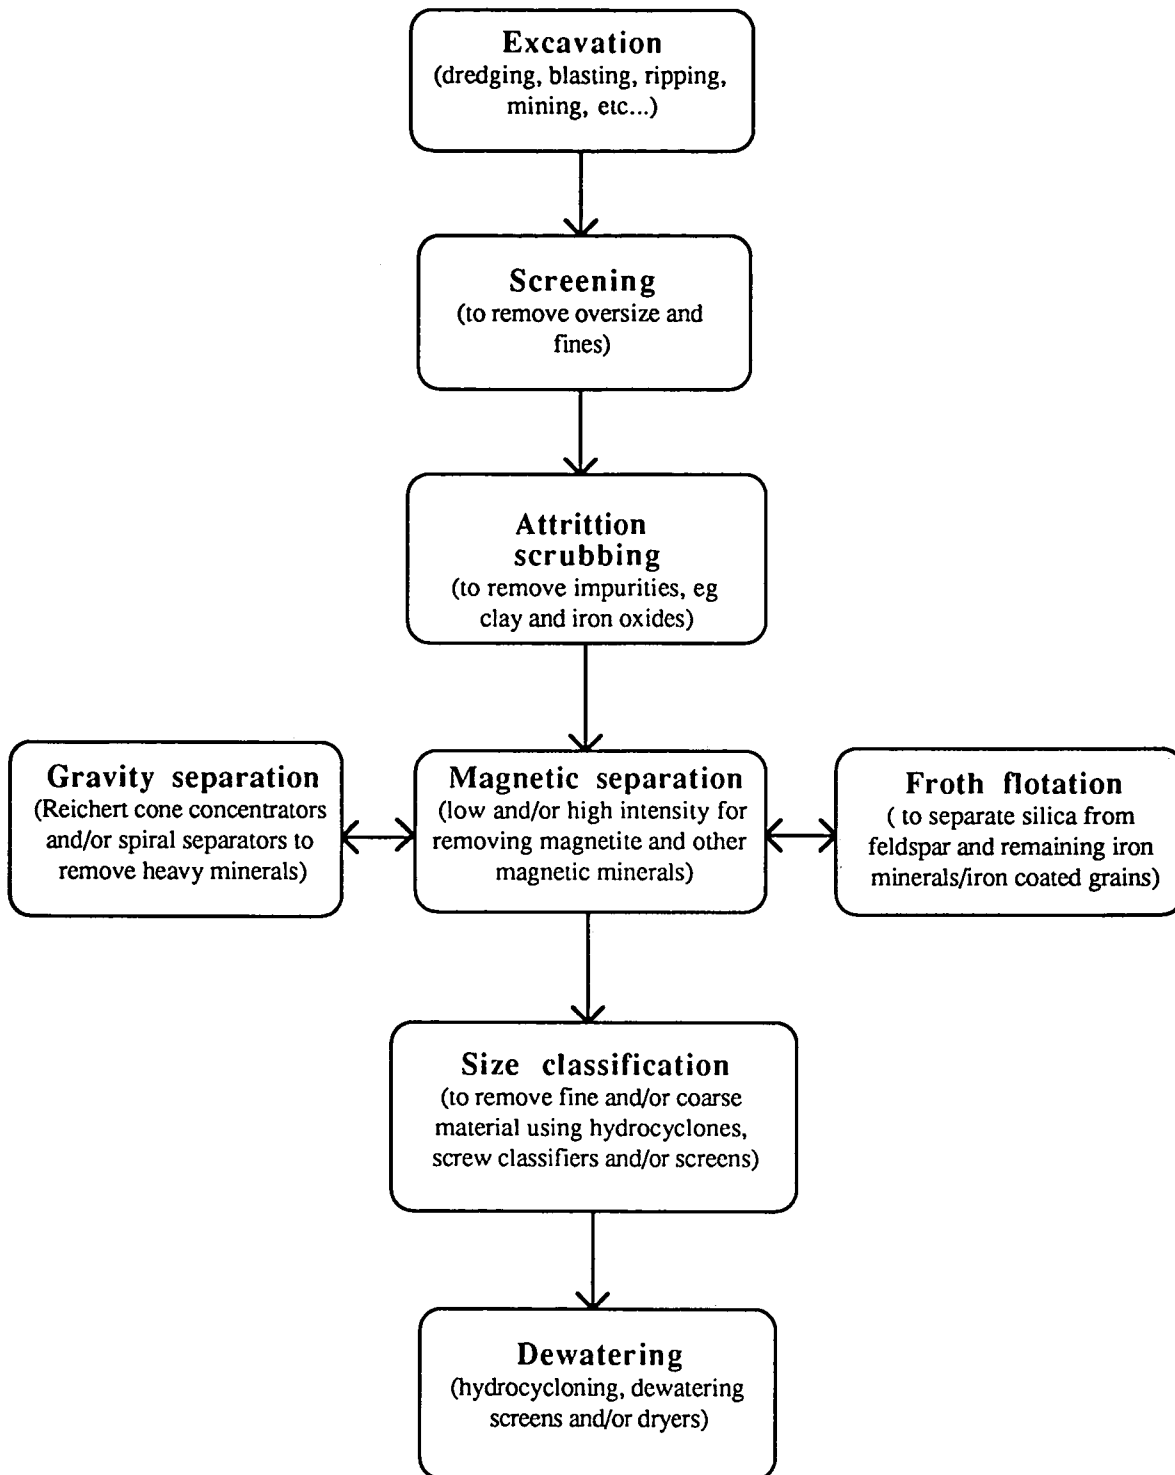 Excavation
(dredging, blasting, ripping,
mining, etc...)
Screening
(to remove oversize and
fines)
Attrittion
scrubbing
(to remove impurities, eg
clay and iron oxides)
Gravity separation
(Reichert cone concentrators
and/or spiral separators to
remove heavy minerals)
Magnetic separation
(low and/or high intensity for
removing magnetite and other
magnetic minerals)
Froth flotation
( to separate silica from
feldspar and remaining iron
minerals/iron coated grains)
Size classification
(to remove fine and/or coarse
material using hydrocyclones,
screw classifiers and/or screens)
Dewatering
(hydrocycloning, dewatering
screens and/or dryers)